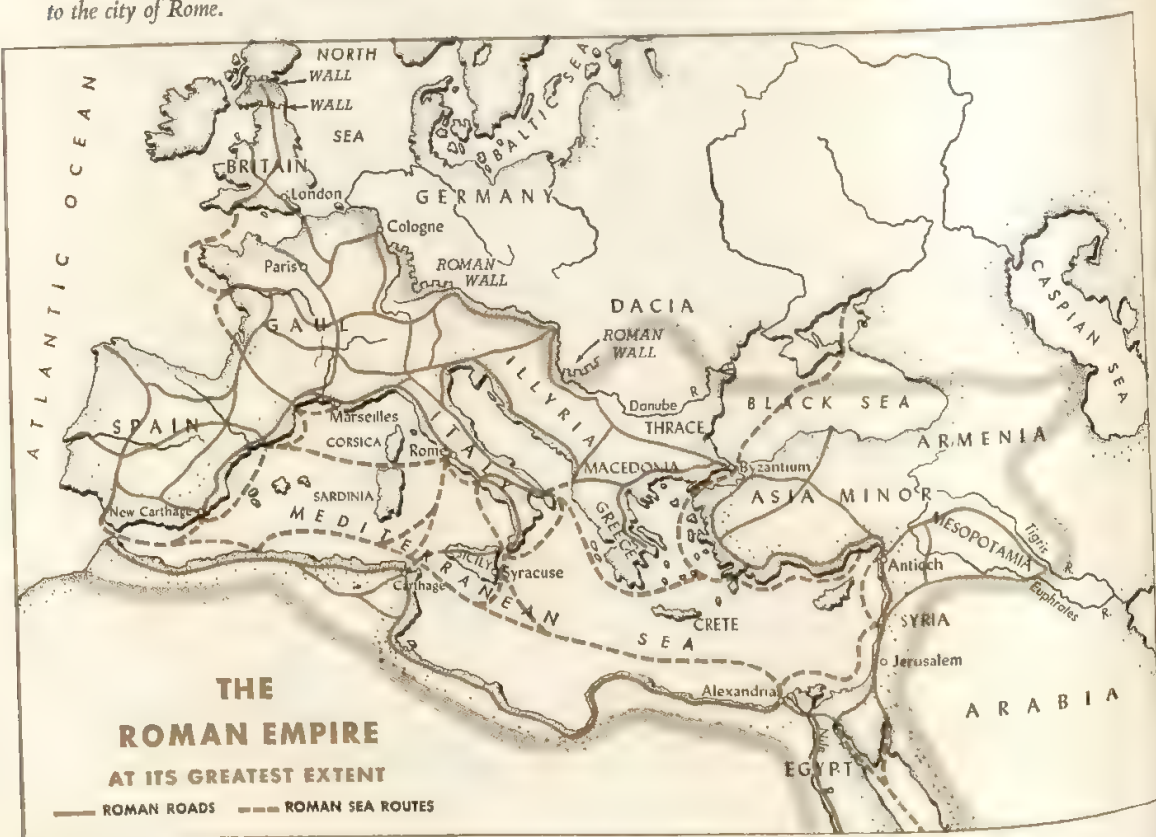 to the city of Rome.
NORTH
WALL
WALL
SEA
ATLANTIC OCEAN
BALTIC SEA
BRITAIN
London
GERMANY
Cologne
ROMAN
WALL
Paris
DACIA
ROMAN
WALL
CASPIAN SEA
GAUL
ILLYRIA
Danube R.
THRACE
BLACK SEA
SPAIN
Marseilles
CORSICA
Rome
ITALY
ARMENIA
MACEDONIA
Byzantium
SARDINIA
ASIA MINOR
New Carthage
MEDITERRANEAN SEA
GREECE
MESOPOTAMIA
Tigris R.
Euphrates R.
Carthage
SICILY
Syracuse
Antioch
CRETE
SYRIA
Jerusalem
Alexandria
ARABIA
Nile
EGYPT
THE
ROMAN EMPIRE
AT ITS GREATEST EXTENT
ROMAN ROADS ROMAN SEA ROUTES